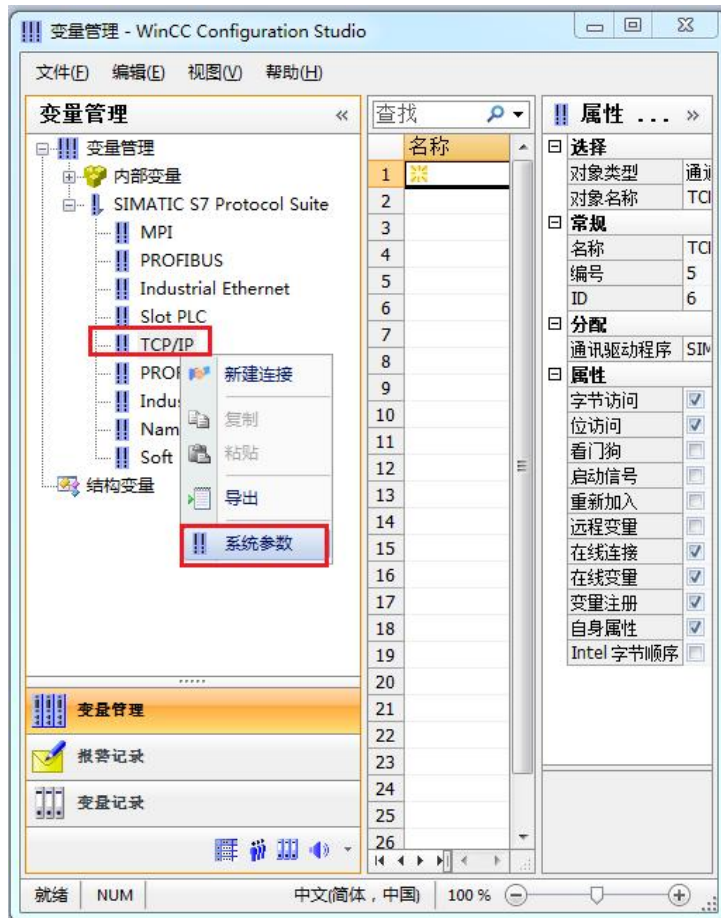 变量管理 - WinCC Configuration Studio
文件(F) 编辑(E) 视图(V) 帮助(H)
变量管理 «
变量管理
内部变量
SIMATIC S7 Protocol Suite
MPI
PROFIBUS
Industrial Ethernet
Slot PLC
TCP/IP
PROF
Indus
Nam
Soft
结构变量
新建连接
复制
粘贴
导出
系统参数
变量管理
报警记录
变量记录
查找
名称
1
2
3
4
5
6
7
8
9
10
11
12
13
14
15
16
17
18
19
20
21
22
23
24
25
26
属性 ... »
选择
对象类型 通
对象名称 TCI
常规
名称 TCI
编号 5
ID 6
分配
通讯驱动程序 SIM
属性
字节访问
位访问
看门狗
启动信号
重新加入
远程变量
在线连接
在线变量
变量注册
自身属性
Intel 字节顺序
就绪 NUM 中文(简体，中国) 100 %